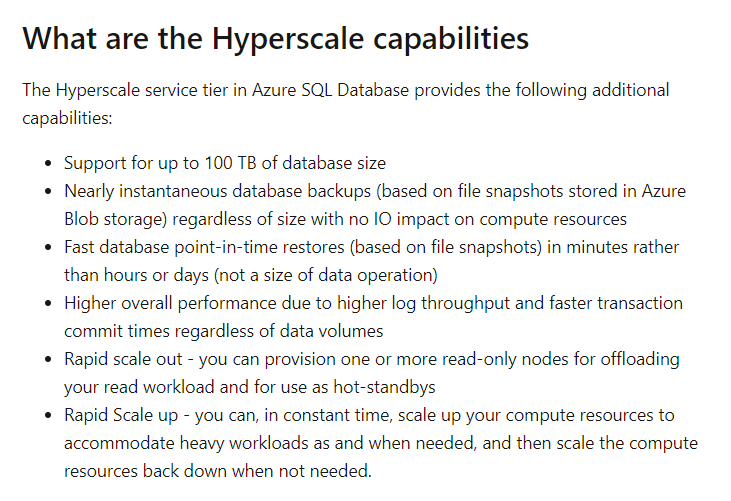 What are the Hyperscale capabilities
The Hyperscale service tier in Azure SQL Database provides the following additional
capabilities:
• Support for up to 100 TB of database size
• Nearly instantaneous database backups (based on file snapshots stored in Azure
Blob storage) regardless of size with no IO impact on compute resources
• Fast database point-in-time restores (based on file snapshots) in minutes rather
than hours or days (not a size of data operation)
• Higher overall performance due to higher log throughput and faster transaction
commit times regardless of data volumes
• Rapid scale out - you can provision one or more read-only nodes for offloading
your read workload and for use as hot-standbys
• Rapid Scale up - you can, in constant time, scale up your compute resources to
accommodate heavy workloads as and when needed, and then scale the compute
resources back down when not needed.